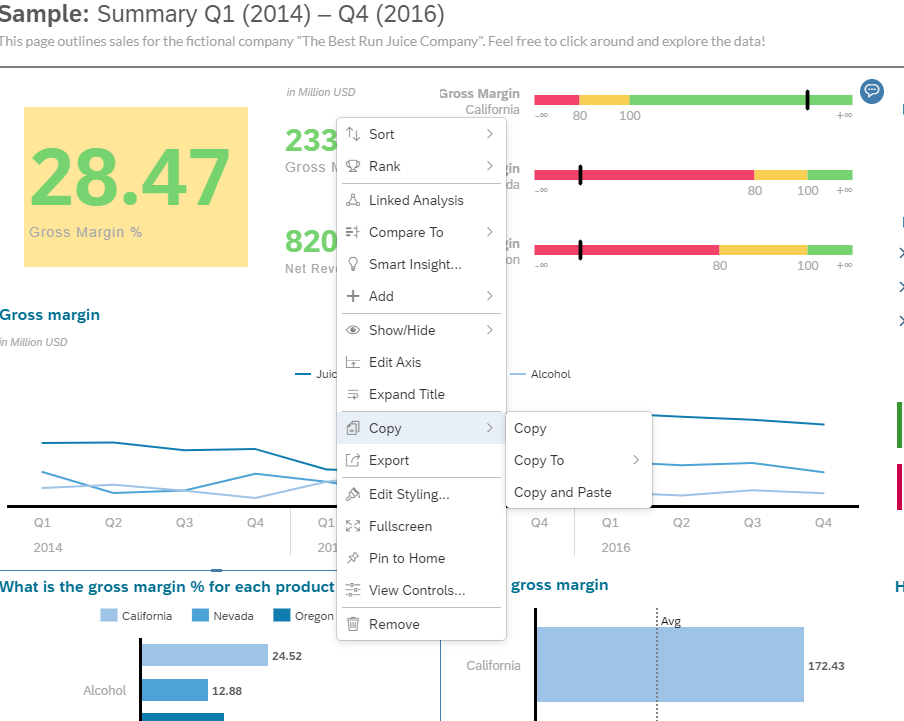 Sample: Summary Q1 (2014) – Q4 (2016)
This page outlines sales for the fictional company "The Best Run Juice Company". Feel free to click around and explore the data!
28.47
Gross Margin %
in Million USD
233
Gross M
820
Net Rev
Gross Margin
California
-∞ 80 100 +∞
gin
da
-∞ 80 100 +∞
gin
on
-∞ 80 100 +∞
Sort
Rank
Linked Analysis
Compare To
Smart Insight...
Add
Show/Hide
Edit Axis
Expand Title
Copy
Export
Edit Styling...
Fullscreen
Pin to Home
View Controls...
Remove
Copy
Copy To
Copy and Paste
Gross margin
in Million USD
Juic
Alcohol
Q1 Q2 Q3 Q4 Q1 Q4 Q1 Q2 Q3 Q4
2014 201 2016
What is the gross margin % for each product
California Nevada Oregon
Alcohol
24.52
12.88
gross margin
Avg
California
172.43
H